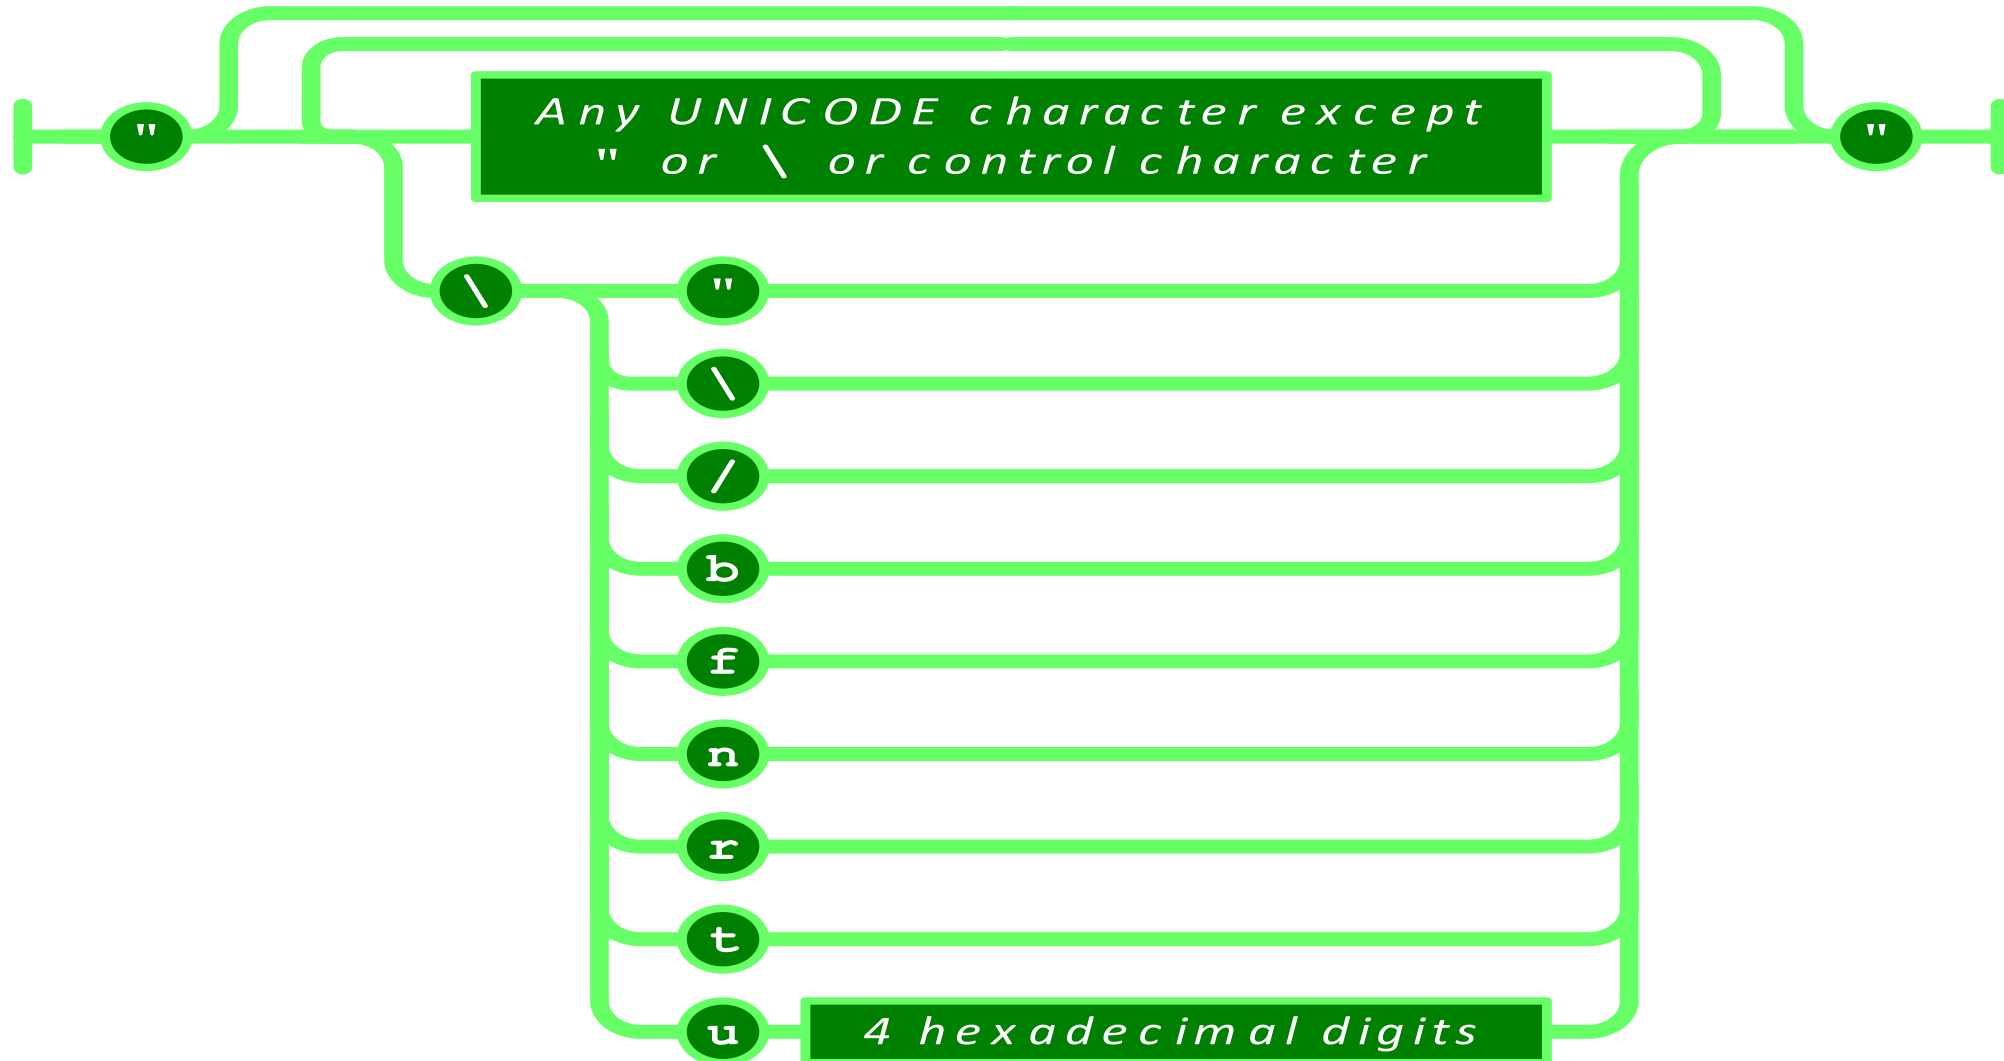 "
Any UNICODE character except
" or \ or control character
"
\
"
\
/
b
f
n
r
t
u
4 hexadecimal digits